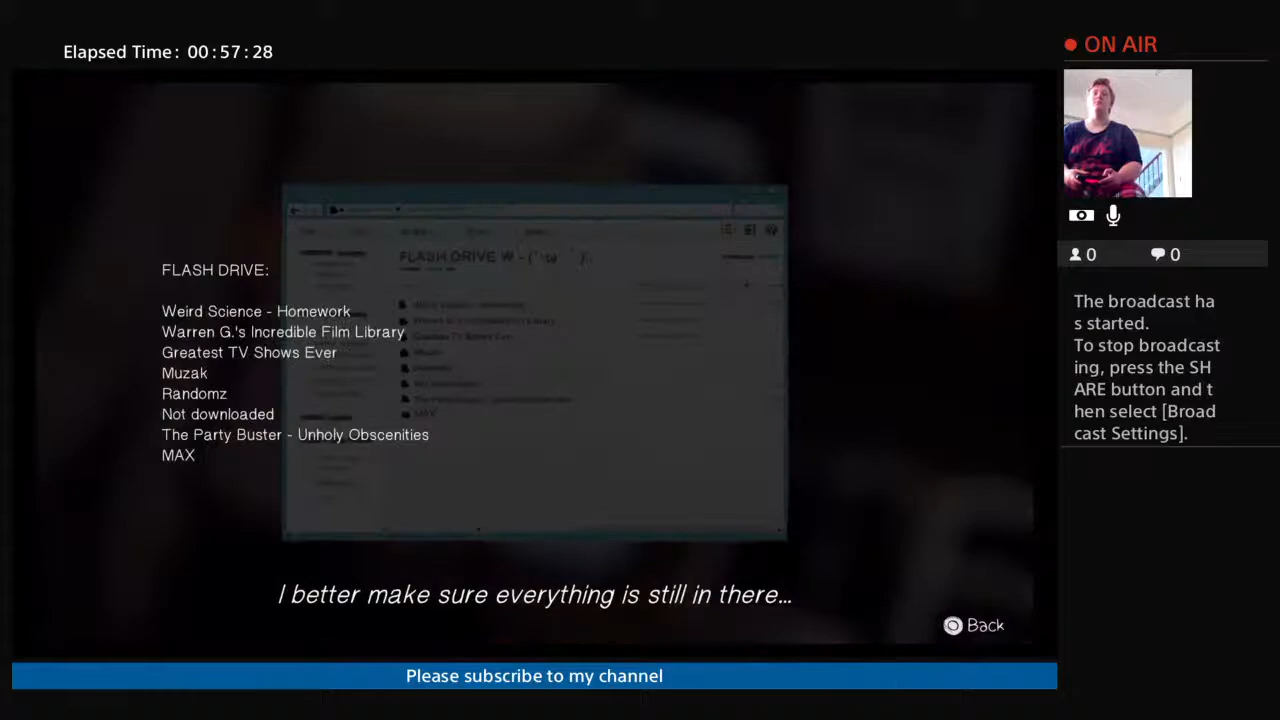 Elapsed Time: 00:57:28
ON AIR
0
0
FLASH DRIVE W
FLASH DRIVE:
Weird Science - Homework
Warren G.'s Incredible Film Library
Greatest TV Shows Ever
Muzak
Randomz
Not downloaded
The Party Buster - Unholy Obscenities
MAX
MAX
I better make sure everything is still in there...
Back
The broadcast ha
s started.
To stop broadcast
ing, press the SH
ARE button and t
hen select [Broad
cast Settings].
Please subscribe to my channel